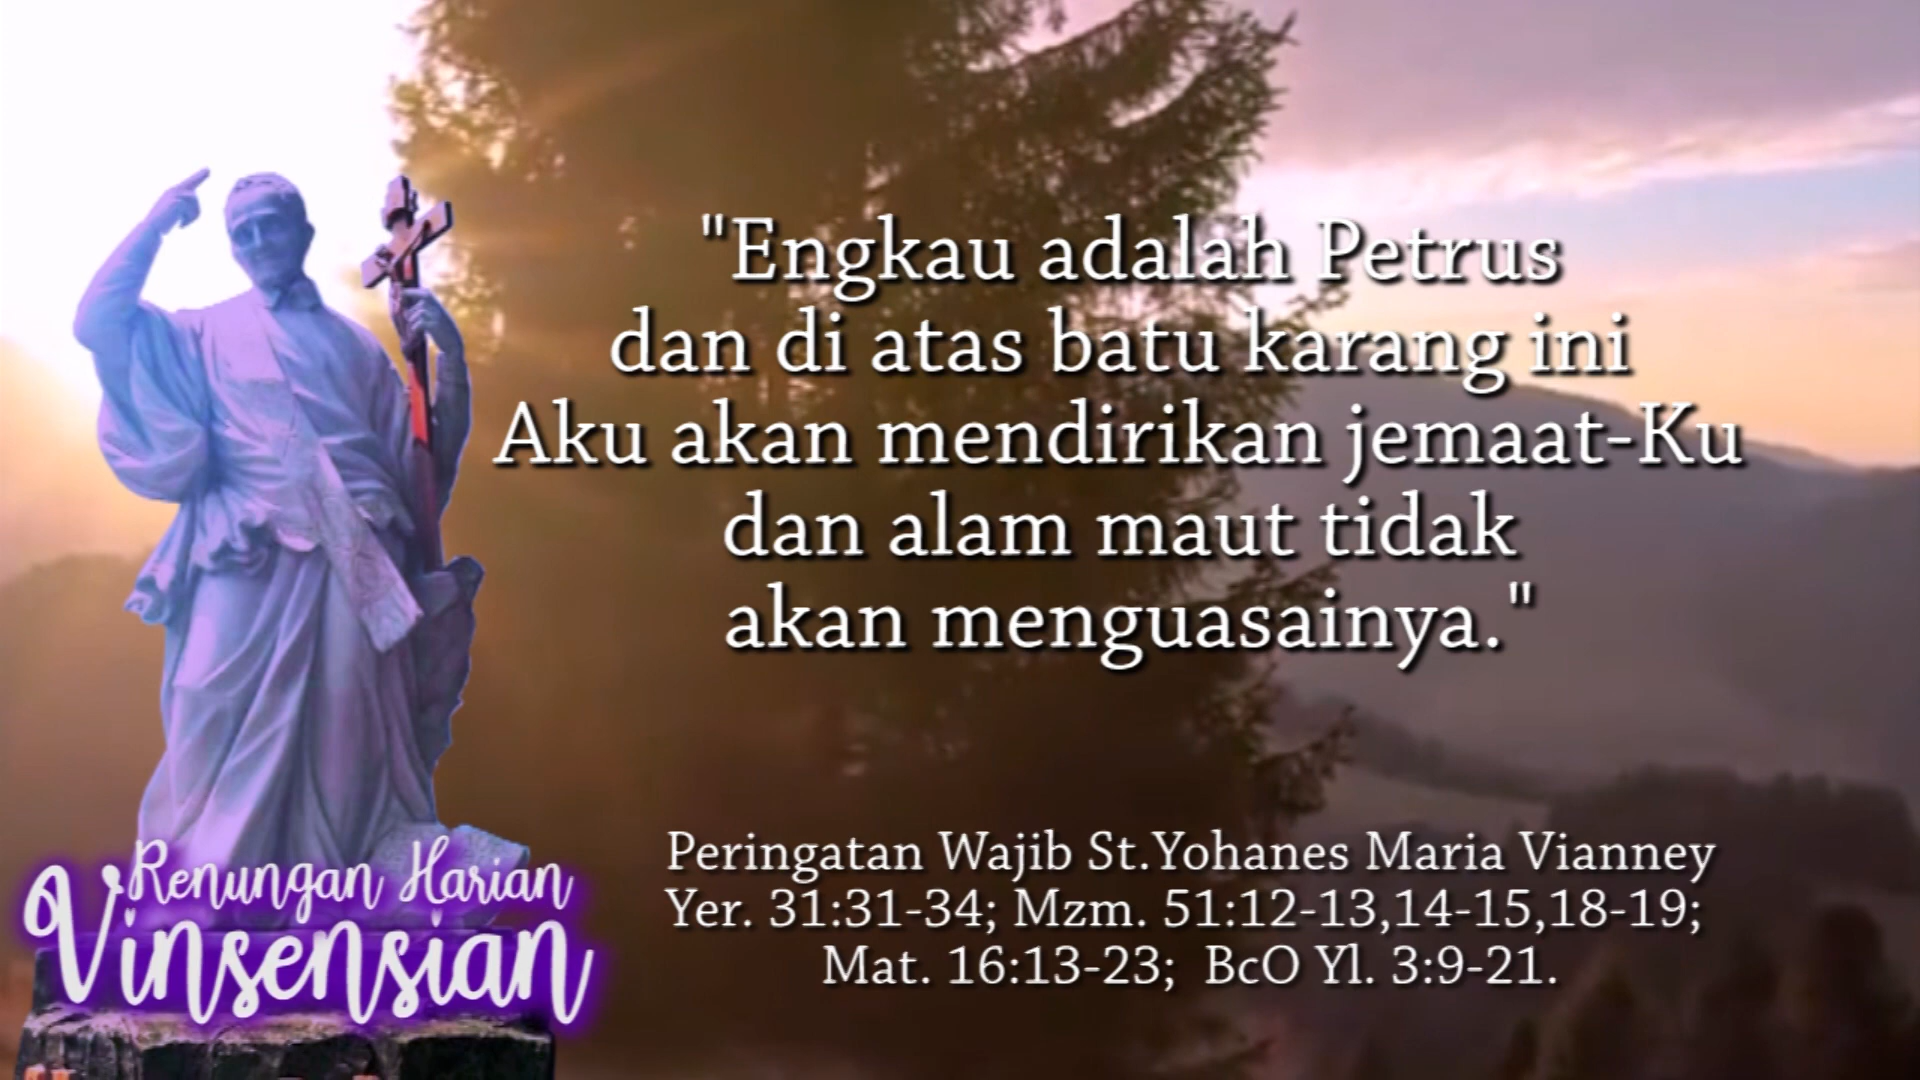 "Engkau adalah Petrus
dan di atas batu karang ini
Aku akan mendirikan jemaat-Ku
dan alam maut tidak
akan menguasainya."
Peringatan Wajib St.Yohanes Maria Vianney
Yer. 31:31-34; Mzm. 51:12-13,14-15,18-19;
Mat. 16:13-23; BcO Yl. 3:9-21.
Renungan Harian
Vinsensian